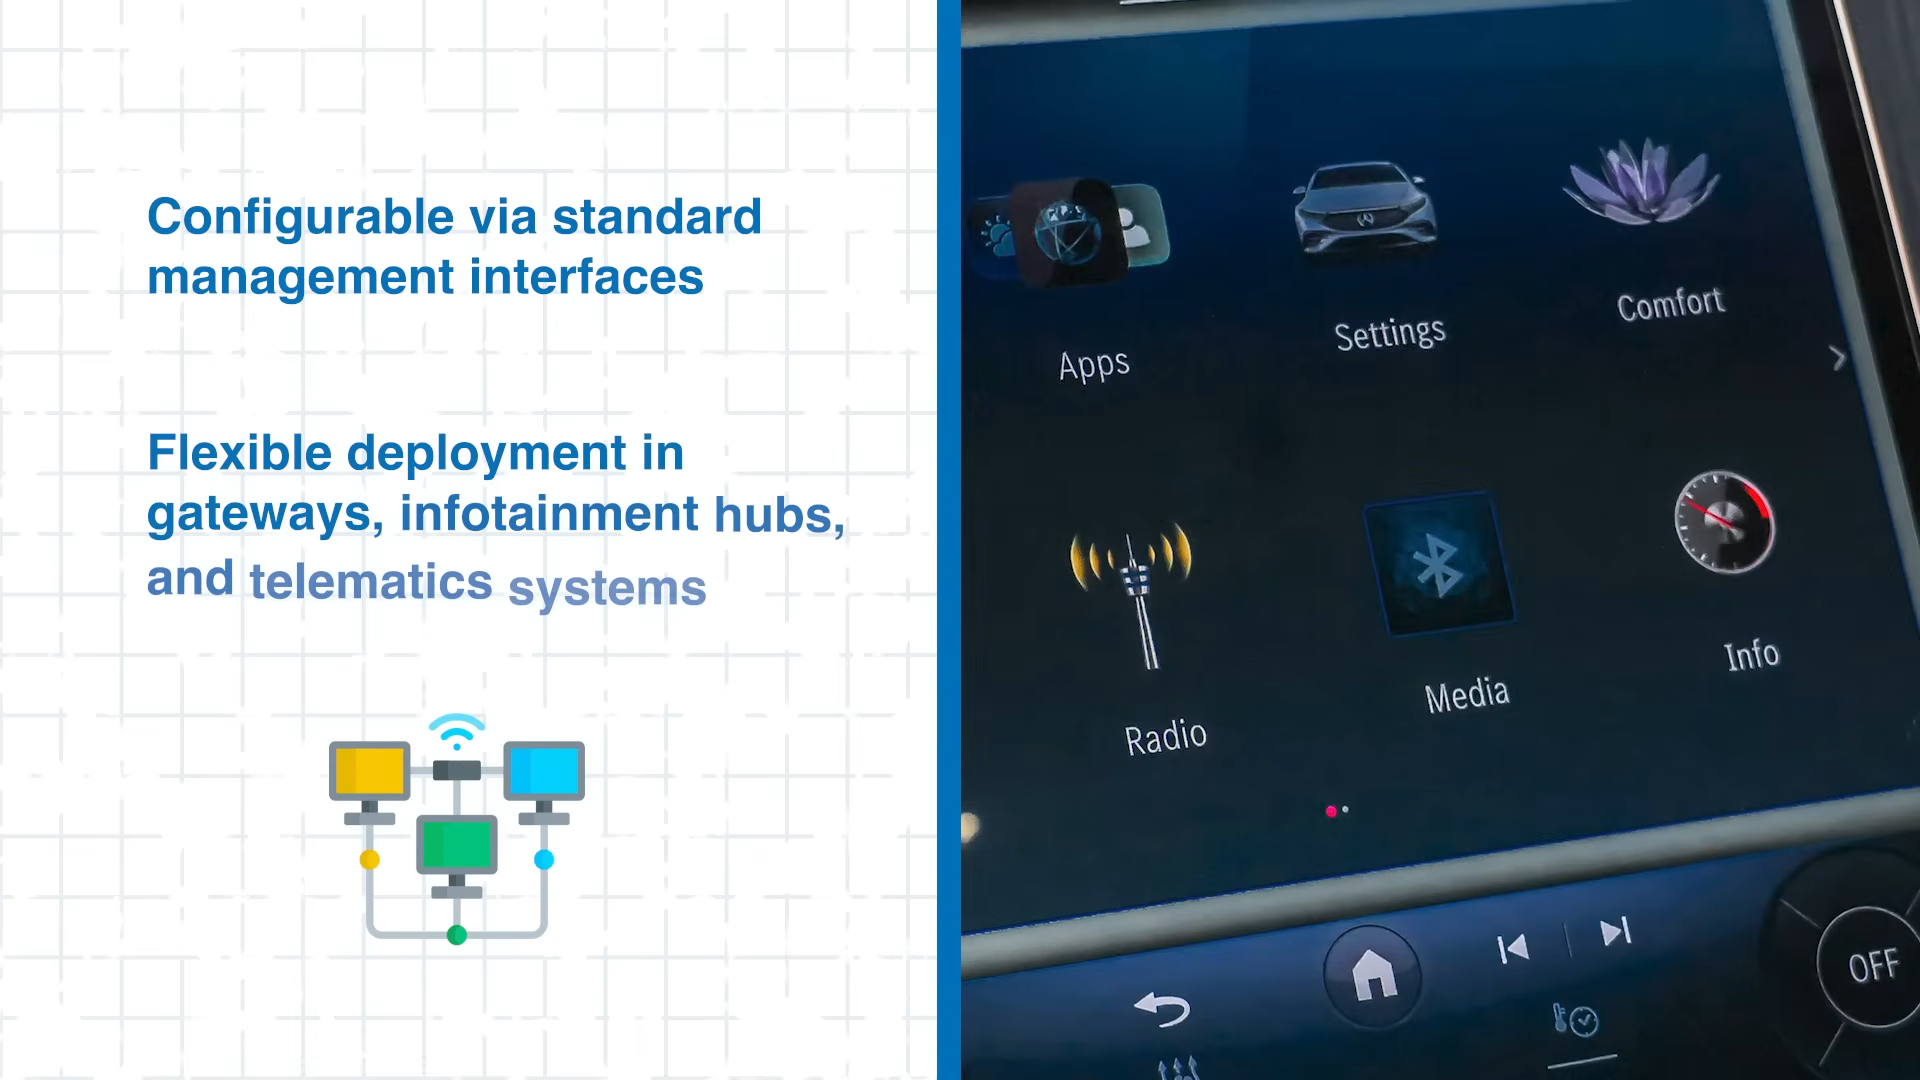 Configurable via standard
management interfaces
Flexible deployment in
gateways, infotainment hubs,
and telematics systems
Apps
Settings
Comfort
Radio
Media
Info
OFF